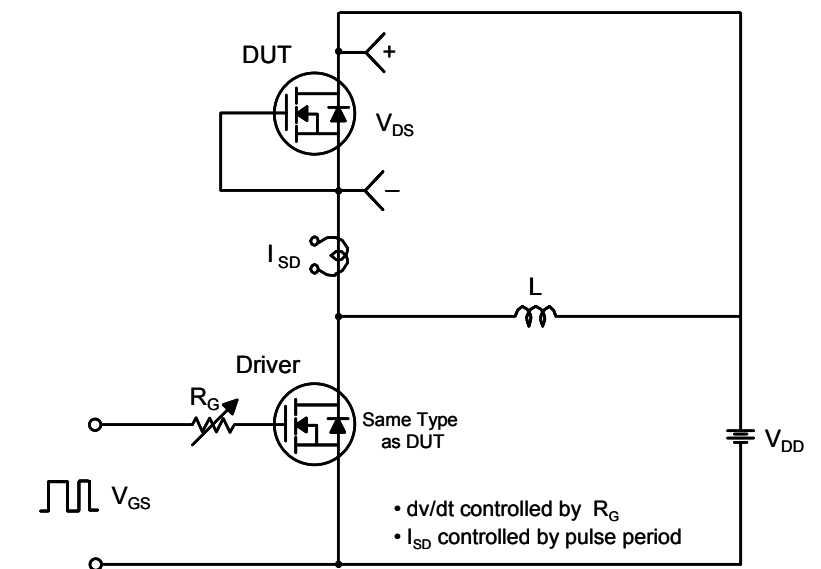 DUT
+
V_DS
–
I_SD
L
Driver
R_G
Same Type
as DUT
V_DD
V_GS
• dv/dt controlled by R_G
• I_SD controlled by pulse period